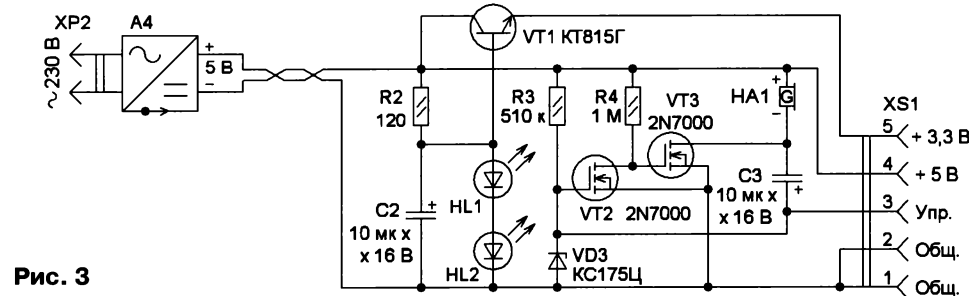 XP2
A4
~230 В
+
5 В
−
VT1 КТ815Г
R2
120
R3
510 к
R4
1 М
VT3
2N7000
HA1
+
G
−
XS1
5
+ 3,3 В
4
+ 5 В
3
Упр.
2
Общ.
1
Общ.
C3
10 мк х
х 16 В
+
VT2 2N7000
HL1
C2
+
10 мк х
х 16 В
HL2
VD3
КС175Ц
Рис. 3